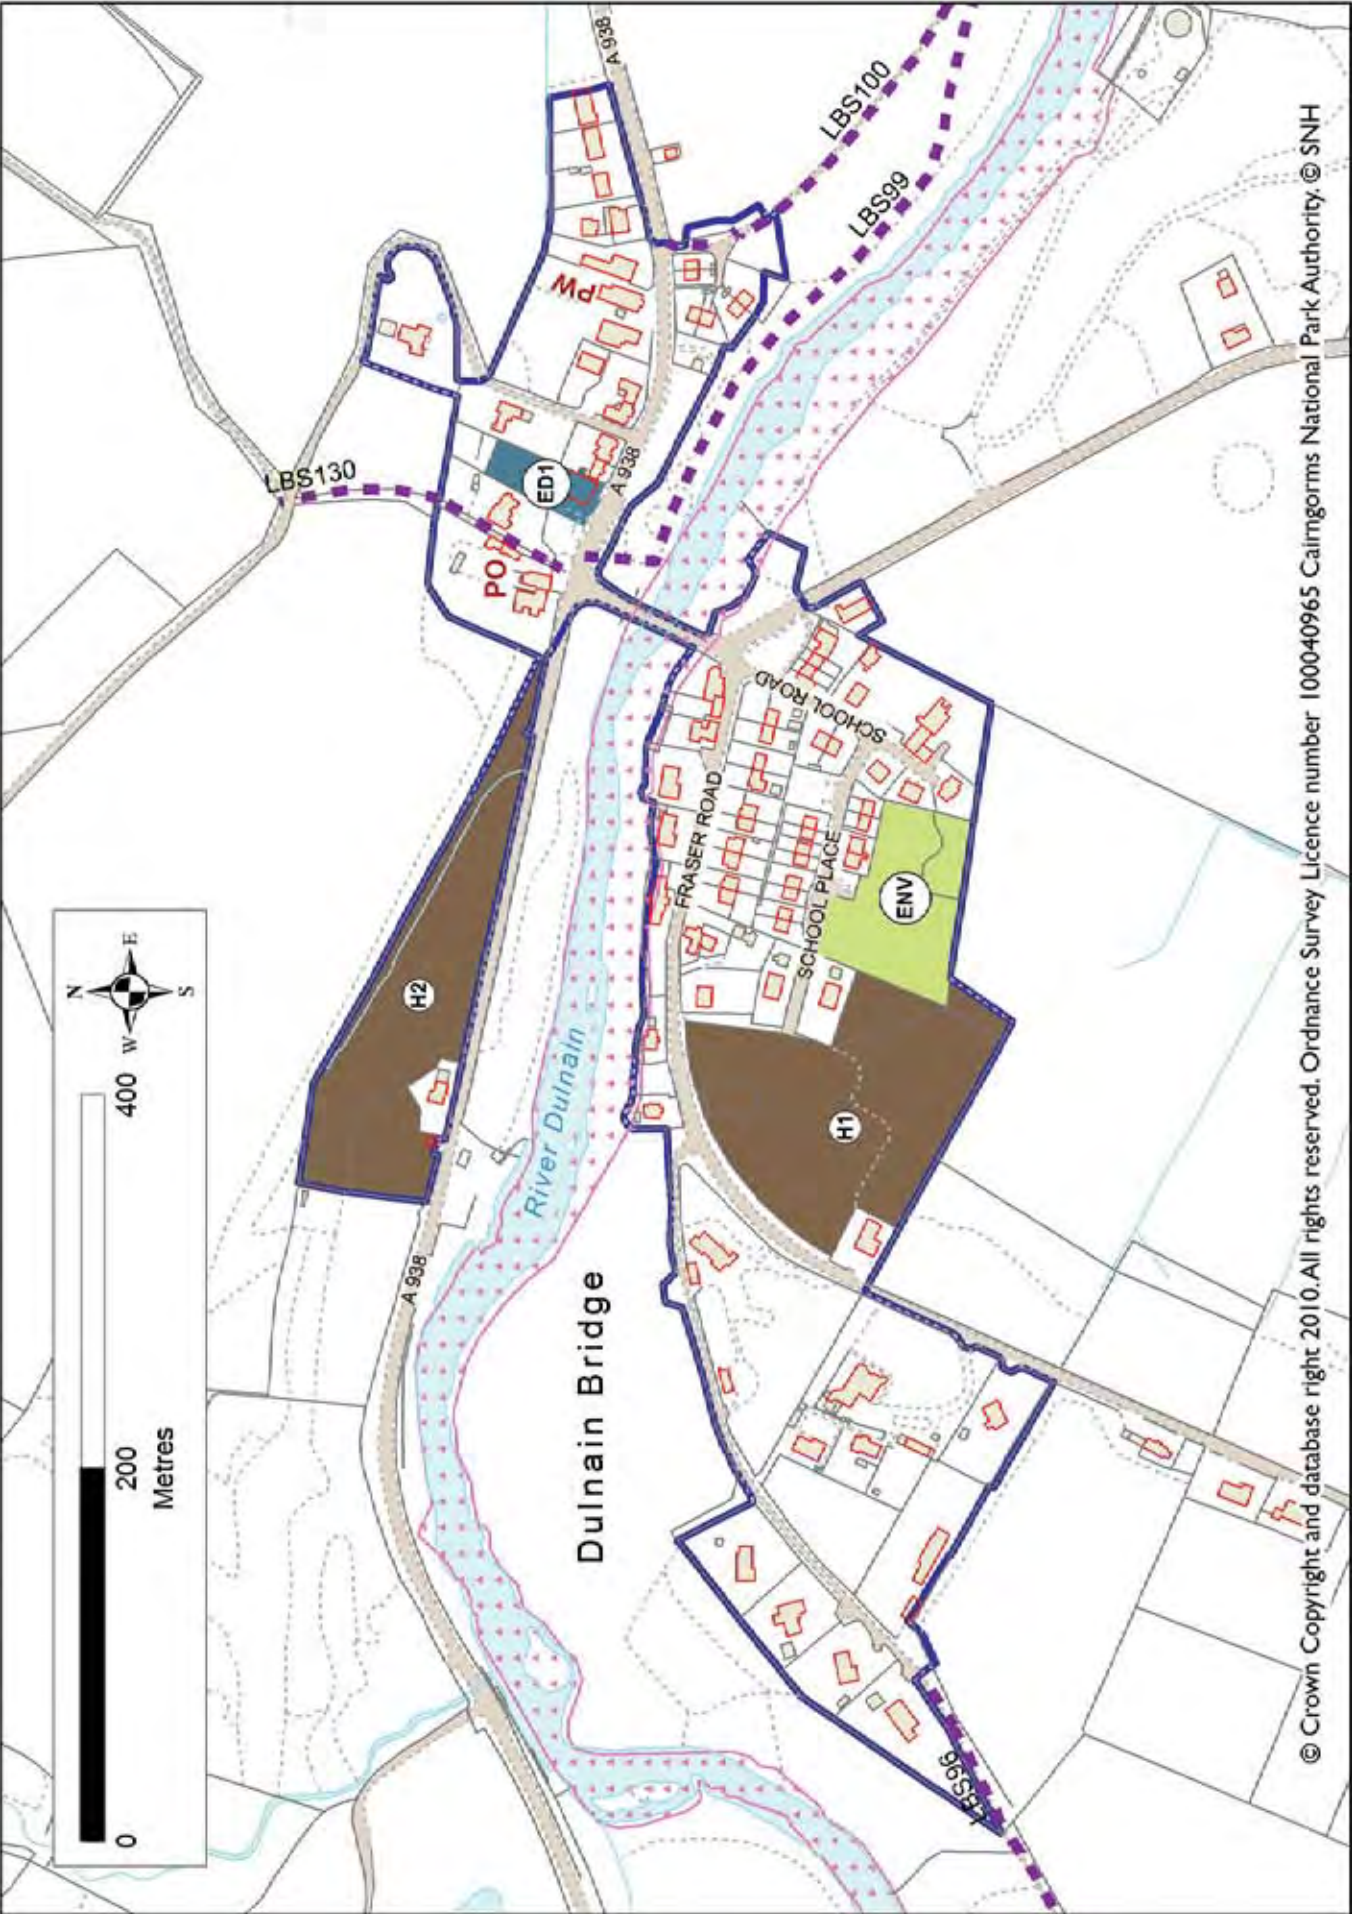 0
200
400
Metres
N
W
E
S
A 938
LBS130
PO
ED1
A 938
PW
A 938
LBS100
LBS99
H2
River Dulnain
Dulnain Bridge
FRASER ROAD
SCHOOL ROAD
SCHOOL PLACE
ENV
H1
LBS96
© Crown Copyright and database right 2010. All rights reserved. Ordnance Survey Licence number 100040965 Cairngorms National Park Authority. © SNH